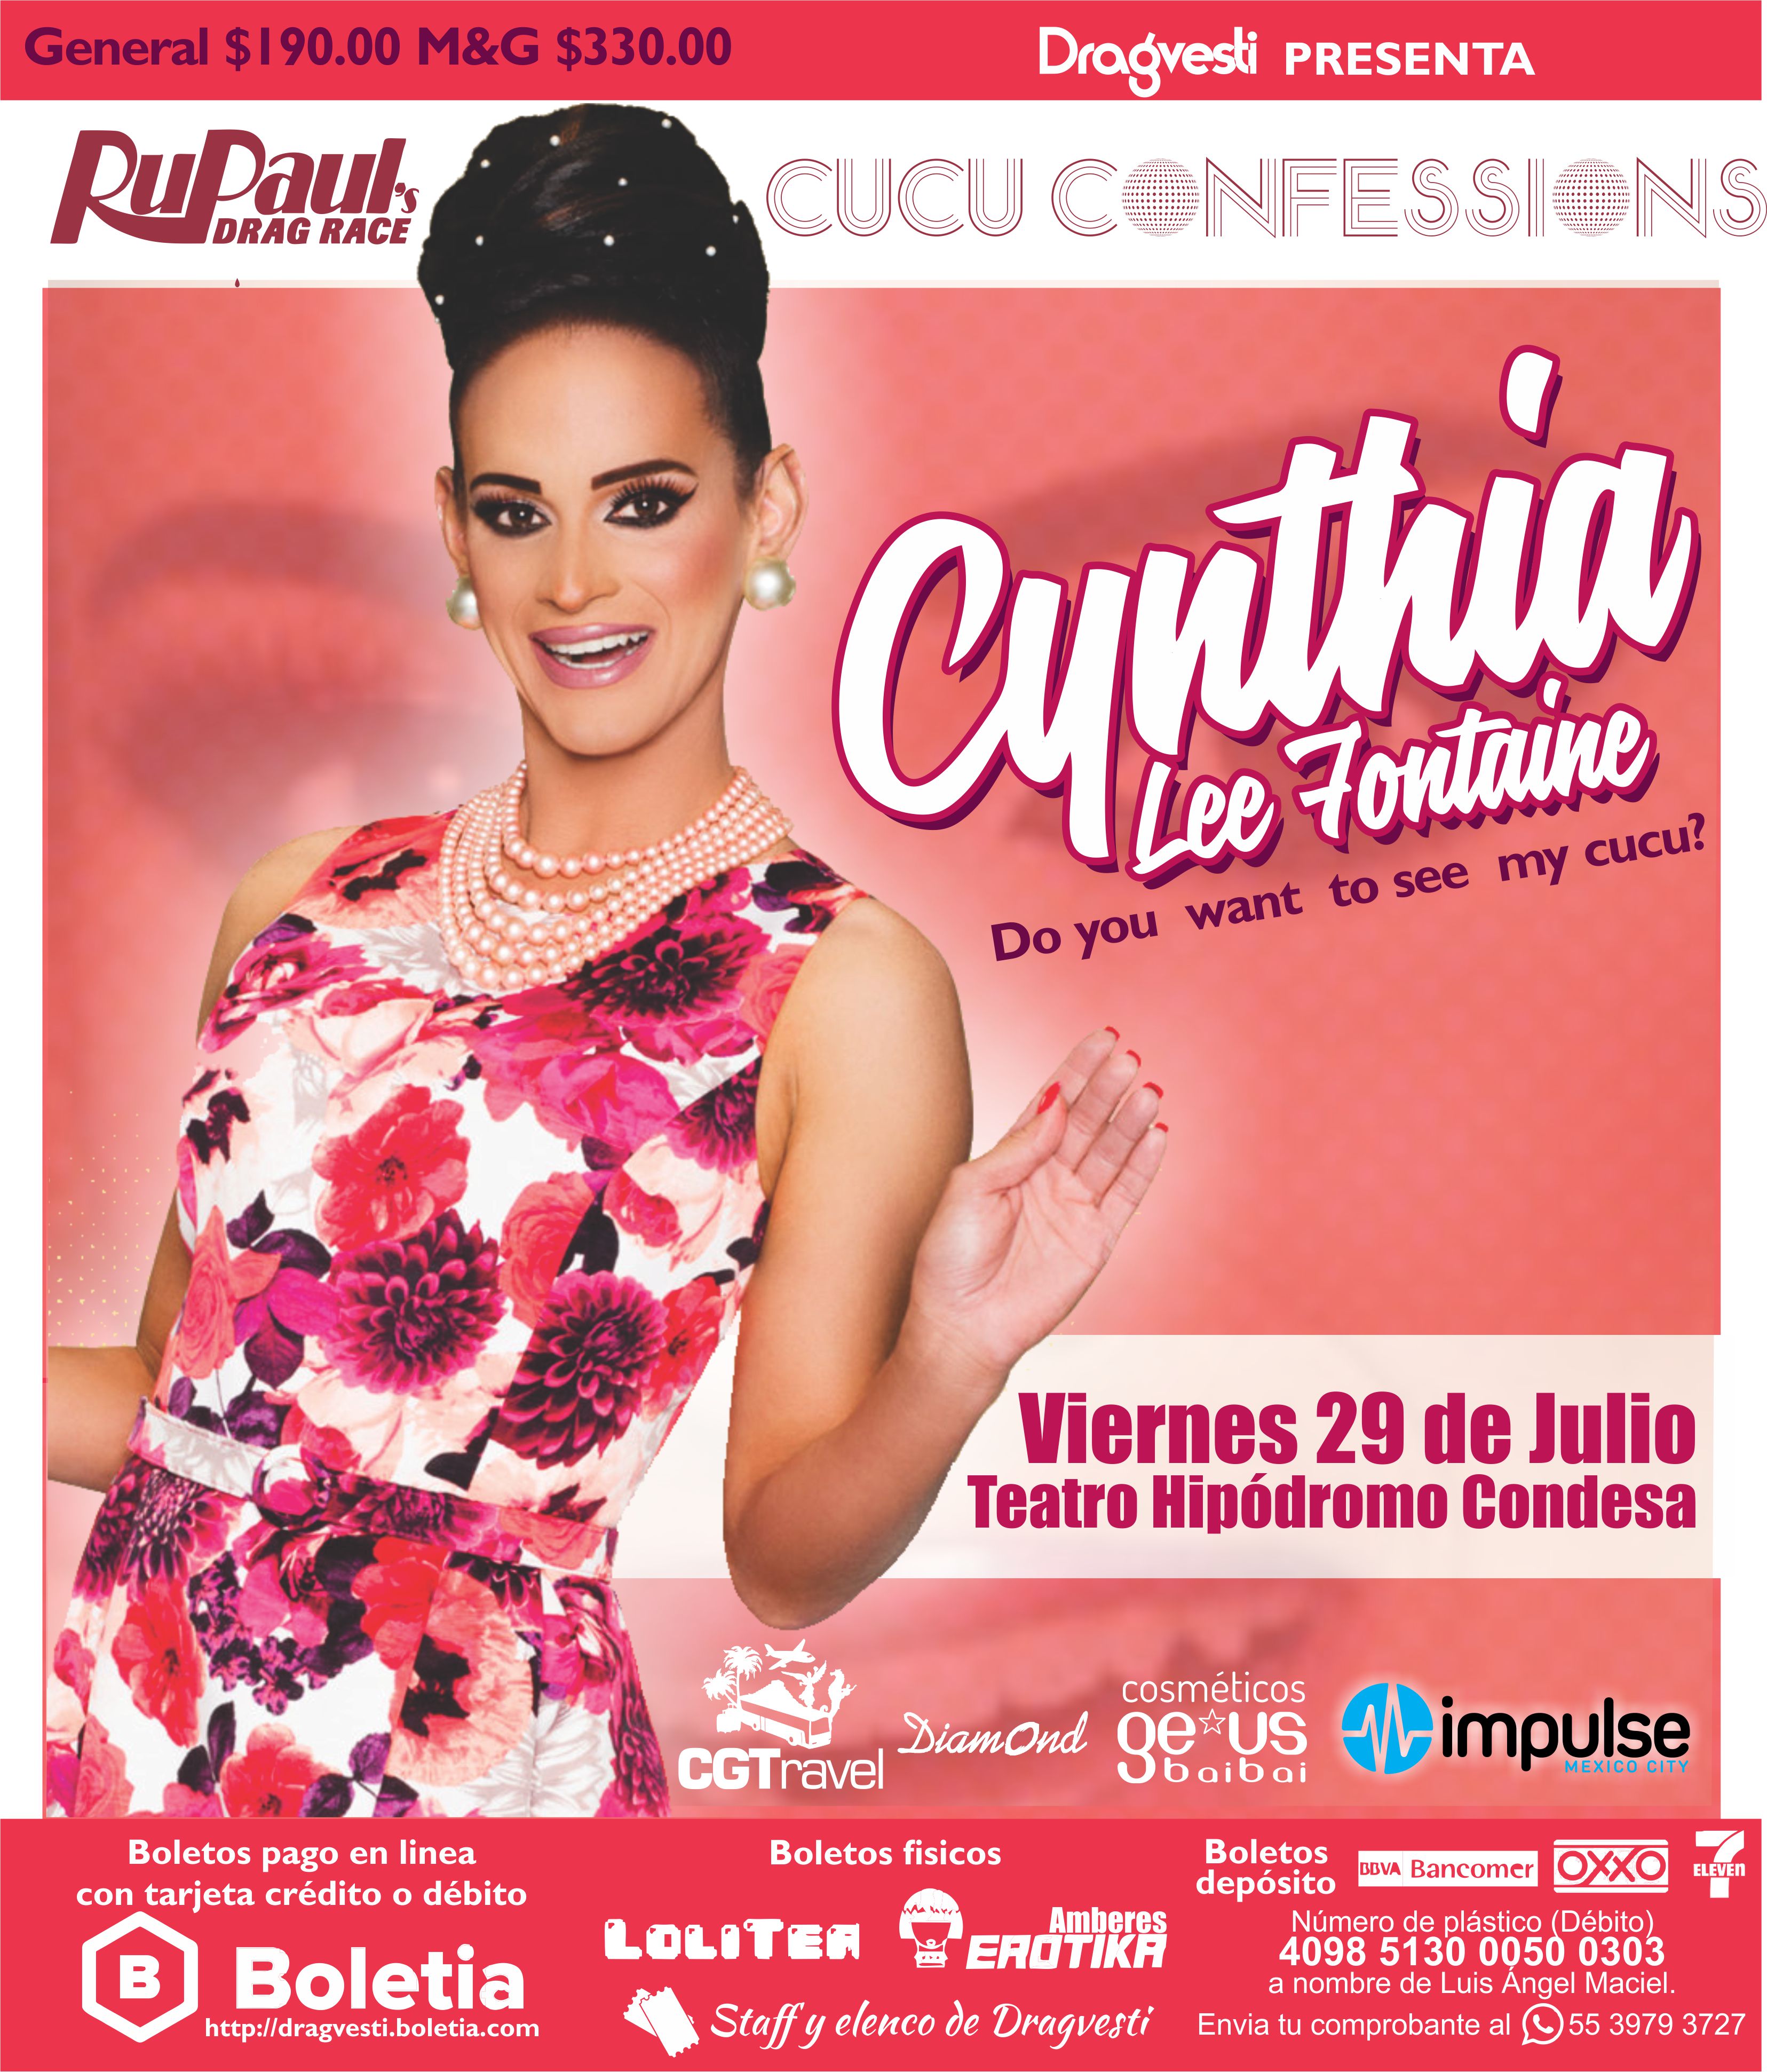 General $190.00 M&G $330.00
Dragvesti PRESENTA
RuPaul's
DRAG RACE
CUCU CONFESSIONS
Cynthia
Lee Fontaine
Do you want to see my cucu?
Viernes 29 de Julio
Teatro Hipódromo Condesa
CGTravel
DiamOnd
cosméticos
ge☆us
baibai
impulse
MEXICO CITY
Boletos pago en linea
con tarjeta crédito o débito
B Boletia
http://dragvesti.boletia.com
Boletos fisicos
LOLITEA
Amberes
EROTIKA
Staff y elenco de Dragvesti
Boletos
depósito
BBVA Bancomer
OXXO
7
ELEVEn
Número de plástico (Débito)
4098 5130 0050 0303
a nombre de Luis Ángel Maciel.
Envia tu comprobante al 55 3979 3727